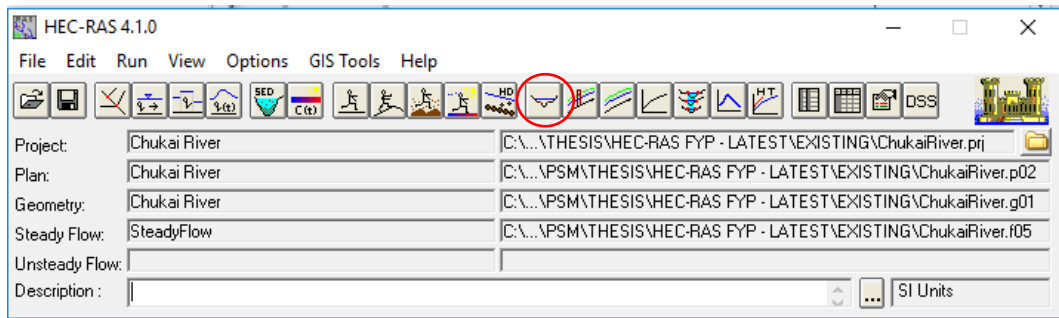 HEC-RAS 4.1.0
File Edit Run View Options GIS Tools Help
SED C(t) q(t) HD HT DSS
Project: Chukai River C:\...\THESIS\HEC-RAS FYP - LATEST\EXISTING\ChukaiRiver.prj
Plan: Chukai River C:\...\PSM\THESIS\HEC-RAS FYP - LATEST\EXISTING\ChukaiRiver.p02
Geometry: Chukai River C:\...\PSM\THESIS\HEC-RAS FYP - LATEST\EXISTING\ChukaiRiver.g01
Steady Flow: SteadyFlow C:\...\PSM\THESIS\HEC-RAS FYP - LATEST\EXISTING\ChukaiRiver.f05
Unsteady Flow:
Description : ... SI Units